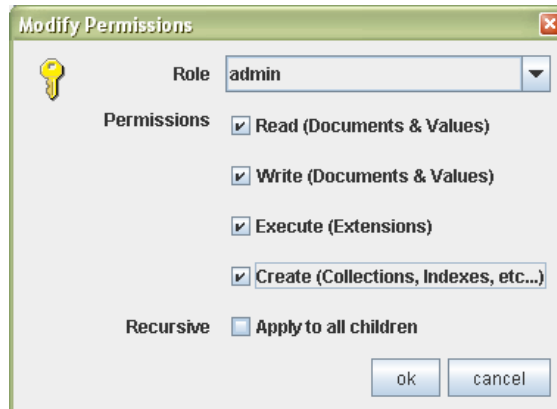 Modify Permissions
Role admin
Permissions Read (Documents & Values)
Write (Documents & Values)
Execute (Extensions)
Create (Collections, Indexes, etc...)
Recursive Apply to all children
ok cancel